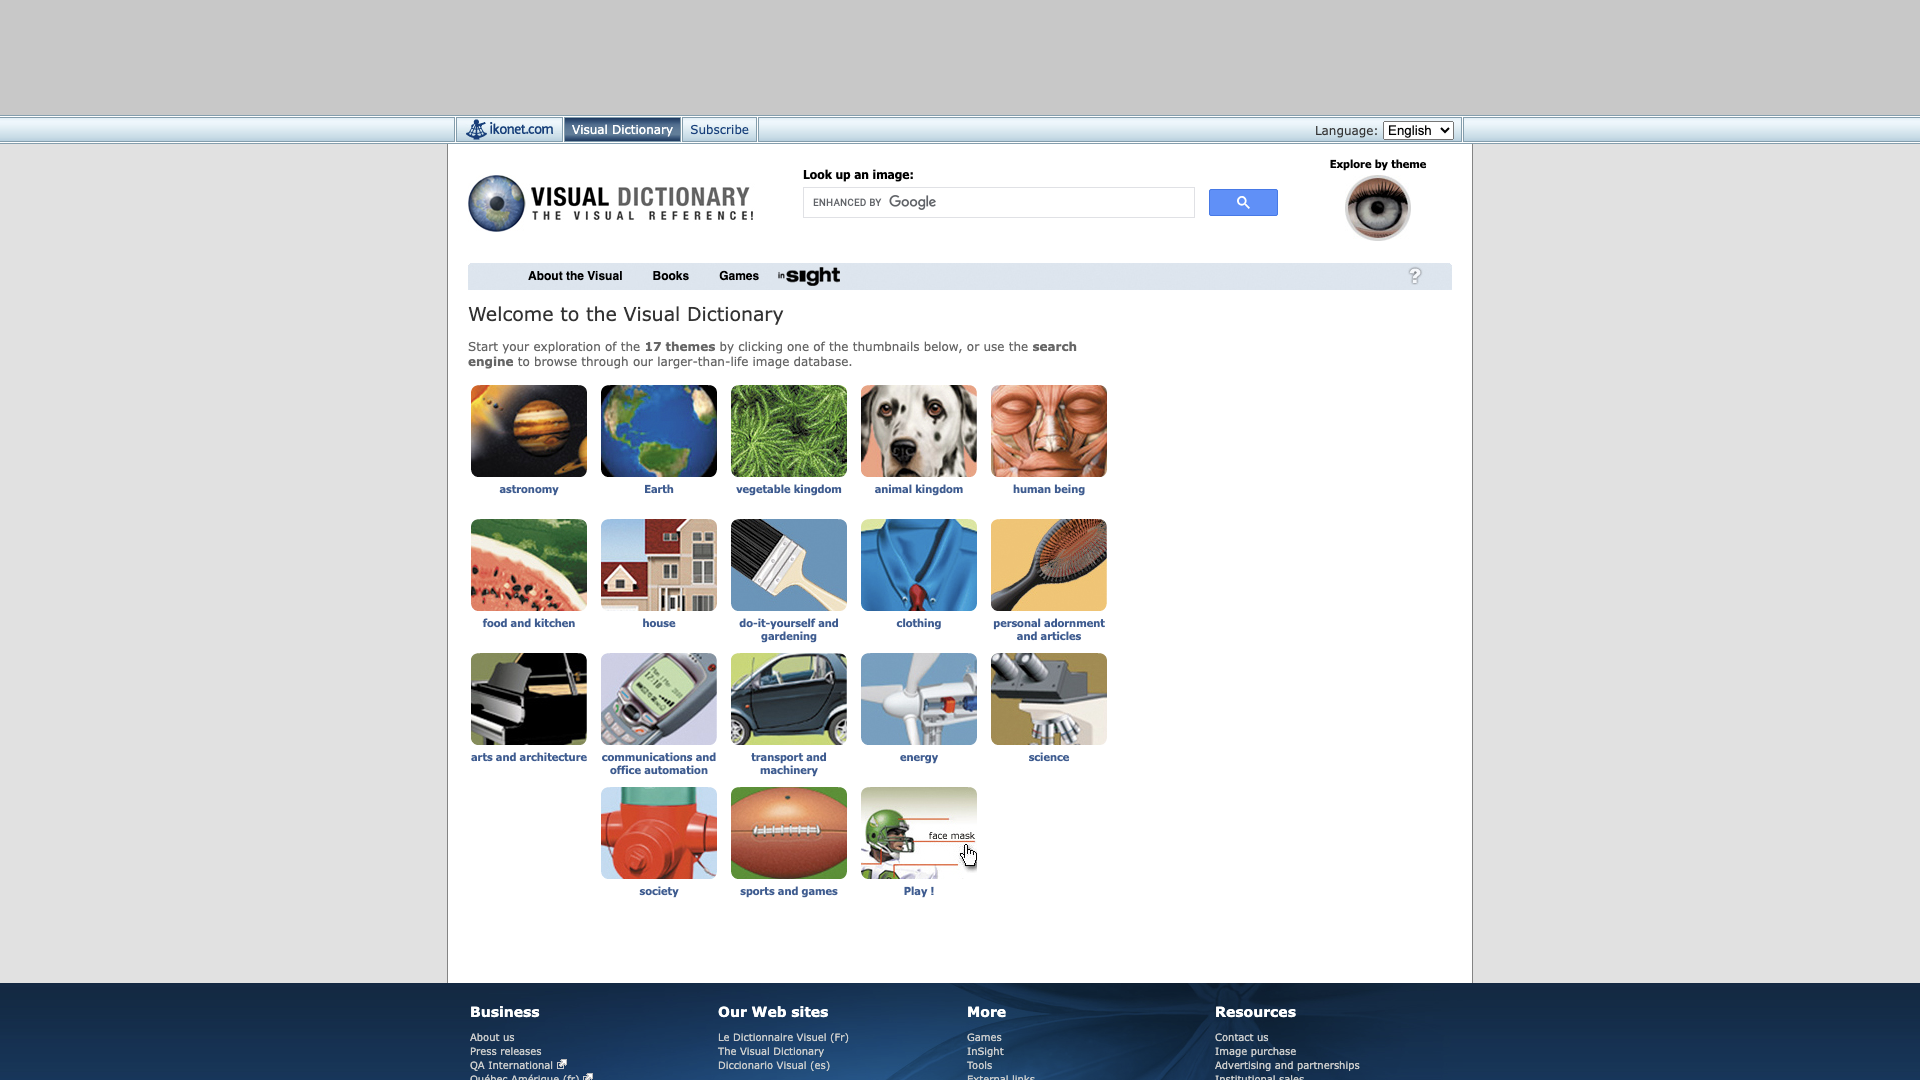 ikonet.com
Visual Dictionary
Subscribe
Language: English
Explore by theme
Look up an image:
VISUAL DICTIONARY
THE VISUAL REFERENCE!
ENHANCED BY Google
About the Visual
Books
Games
in sight
?
Welcome to the Visual Dictionary
Start your exploration of the 17 themes by clicking one of the thumbnails below, or use the search
engine to browse through our larger-than-life image database.
astronomy
Earth
vegetable kingdom
animal kingdom
human being
food and kitchen
house
do-it-yourself and
gardening
clothing
personal adornment
and articles
17:18
arts and architecture
communications and
office automation
transport and
machinery
energy
science
face mask
society
sports and games
Play !
Business
About us
Press releases
QA International
Québec Amérique (fr)
Our Web sites
Le Dictionnaire Visuel (Fr)
The Visual Dictionary
Diccionario Visual (es)
More
Games
InSight
Tools
External links
Resources
Contact us
Image purchase
Advertising and partnerships
Institutional sales